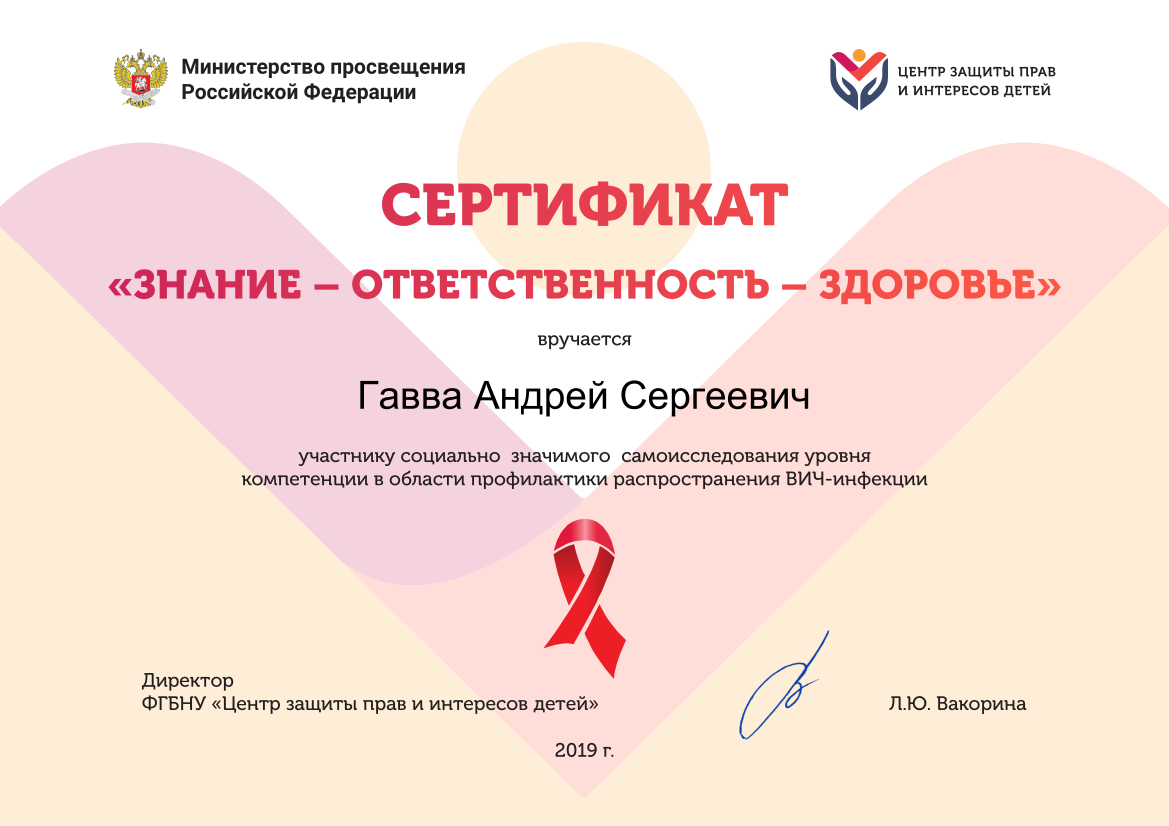 Министерство просвещения
Российской Федерации
ЦЕНТР ЗАЩИТЫ ПРАВ
И ИНТЕРЕСОВ ДЕТЕЙ
СЕРТИФИКАТ
«ЗНАНИЕ – ОТВЕТСТВЕННОСТЬ – ЗДОРОВЬЕ»
вручается
Гавва Андрей Сергеевич
участнику социально значимого самоисследования уровня
компетенции в области профилактики распространения ВИЧ-инфекции
Директор
ФГБНУ «Центр защиты прав и интересов детей»
Л.Ю. Вакорина
2019 г.